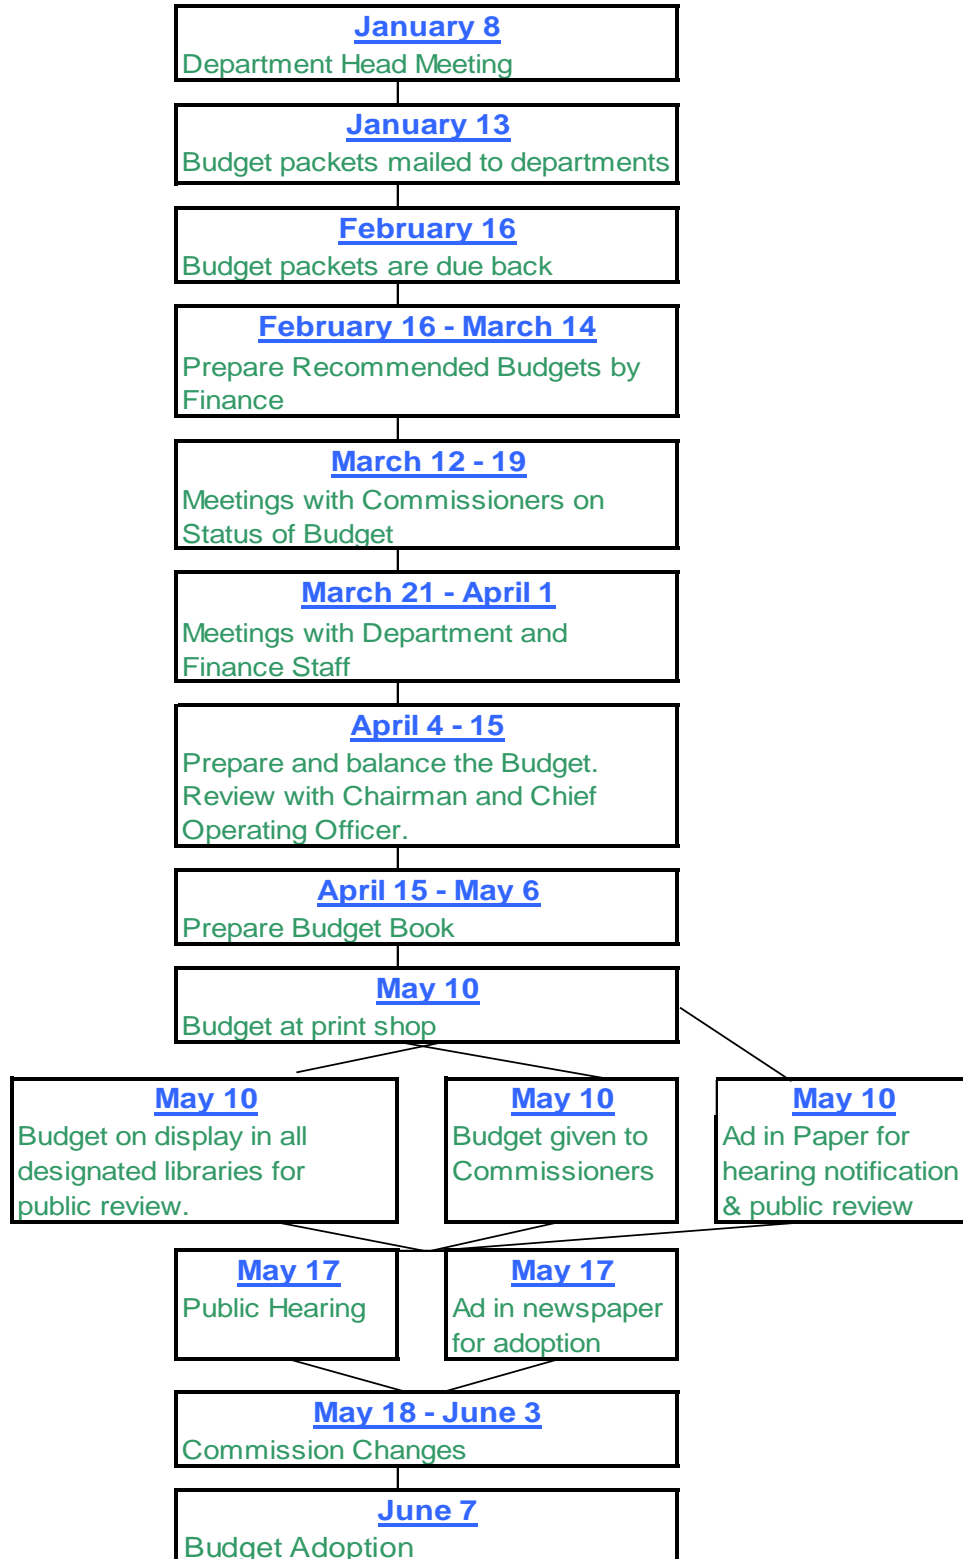 January 8
Department Head Meeting
January 13
Budget packets mailed to departments
February 16
Budget packets are due back
February 16 - March 14
Prepare Recommended Budgets by
Finance
March 12 - 19
Meetings with Commissioners on
Status of Budget
March 21 - April 1
Meetings with Department and
Finance Staff
April 4 - 15
Prepare and balance the Budget.
Review with Chairman and Chief
Operating Officer.
April 15 - May 6
Prepare Budget Book
May 10
Budget at print shop
May 10
Budget on display in all
designated libraries for
public review.
May 10
Budget given to
Commissioners
May 10
Ad in Paper for
hearing notification
& public review
May 17
Public Hearing
May 17
Ad in newspaper
for adoption
May 18 - June 3
Commission Changes
June 7
Budget Adoption